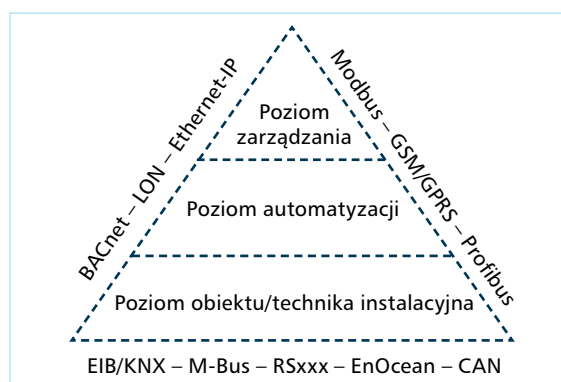 BACnet – LON – Ethernet-IP
Modbus – GSM/GPRS – Profibus
Poziom
zarządzania
Poziom automatyzacji
Poziom obiektu/technika instalacyjna
EIB/KNX – M-Bus – RSxxx – EnOcean – CAN